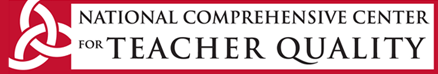 NATIONAL COMPREHENSIVE CENTER
FOR TEACHER QUALITY